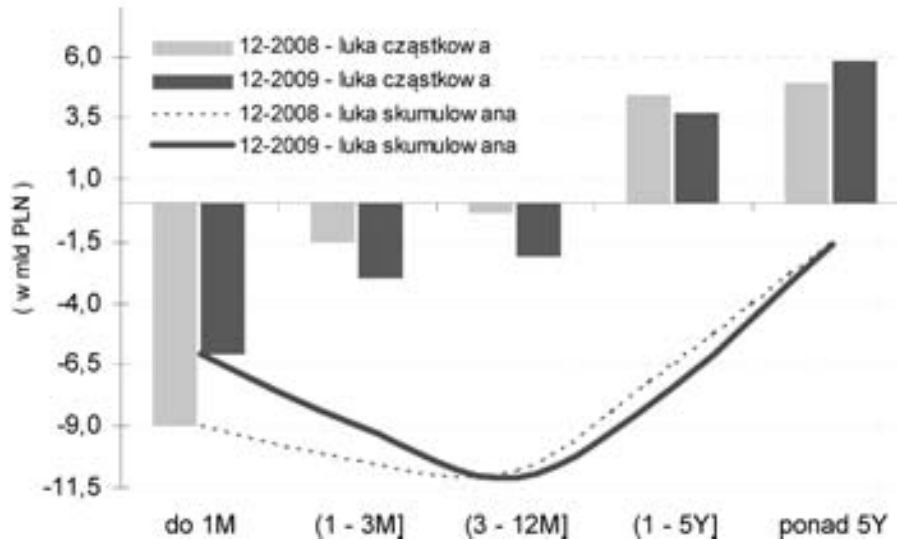 12-2008 - luka cząstkow a
12-2009 - luka cząstkow a
12-2008 - luka skumulow ana
12-2009 - luka skumulow ana
( w mld PLN )
6,0
3,5
1,0
-1,5
-4,0
-6,5
-9,0
-11,5
do 1M (1 - 3M] (3 - 12M] (1 - 5Y] ponad 5Y